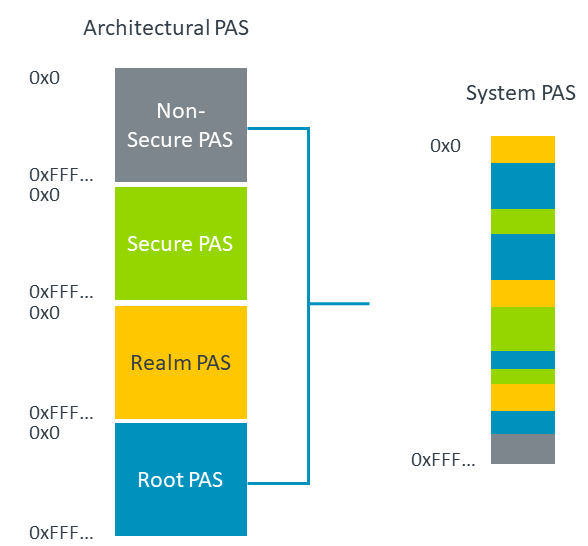 Architectural PAS
0x0
Non-
Secure PAS
0xFFF...
0x0
Secure PAS
0xFFF...
0x0
Realm PAS
0xFFF...
0x0
Root PAS
0xFFF...
System PAS
0x0
0xFFF...